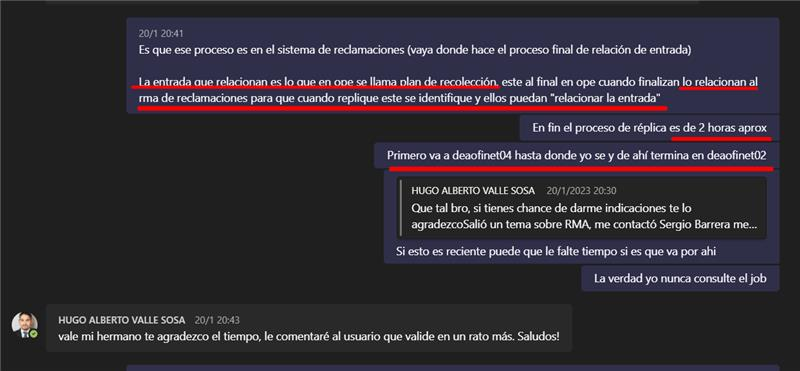 20/1 20:41
Es que ese proceso es en el sistema de reclamaciones (vaya donde hace el proceso final de relación de entrada)
La entrada que relacionan es lo que en ope se llama plan de recolección. este al final en ope cuando finalizan lo relacionan al
rma de reclamaciones para que cuando replique este se identifique y ellos puedan "relacionar la entrada"
En fin el proceso de réplica es de 2 horas aprox
Primero va a deaofinet04 hasta donde yo se y de ahí termina en deaofinet02
HUGO ALBERTO VALLE SOSA 20/1/2023 20:30
Que tal bro, si tienes chance de darme indicaciones te lo
agradezcoSalió un tema sobre RMA, me contactó Sergio Barrera me...
Si esto es reciente puede que le falte tiempo si es que va por ahi
La verdad yo nunca consulte el job
HUGO ALBERTO VALLE SOSA 20/1 20:43
vale mi hermano te agradezco el tiempo, le comentaré al usuario que valide en un rato más. Saludos!